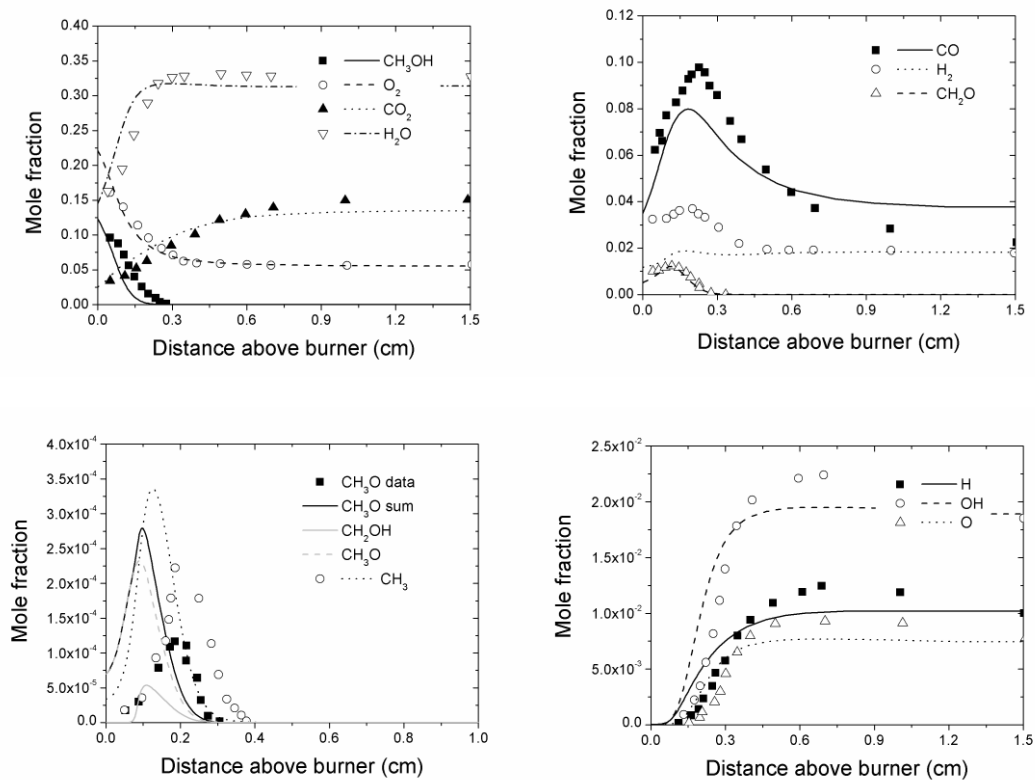 0.40
0.35
0.30
0.25
0.20
0.15
0.10
0.05
0.00
Mole fraction
CH₃OH
O₂
CO₂
H₂O
0.0 0.3 0.6 0.9 1.2 1.5
Distance above burner (cm)
0.12
0.10
0.08
0.06
0.04
0.02
0.00
Mole fraction
CO
H₂
CH₂O
0.0 0.3 0.6 0.9 1.2 1.5
Distance above burner (cm)
4.0x10⁻⁴
3.5x10⁻⁴
3.0x10⁻⁴
2.5x10⁻⁴
2.0x10⁻⁴
1.5x10⁻⁴
1.0x10⁻⁴
5.0x10⁻⁵
0.0
Mole fraction
CH₃O data
CH₃O sum
CH₂OH
CH₃O
CH₃
0.0 0.2 0.4 0.6 0.8 1.0
Distance above burner (cm)
2.5x10⁻²
2.0x10⁻²
1.5x10⁻²
1.0x10⁻²
5.0x10⁻³
0.0
Mole fraction
H
OH
O
0.0 0.3 0.6 0.9 1.2 1.5
Distance above burner (cm)